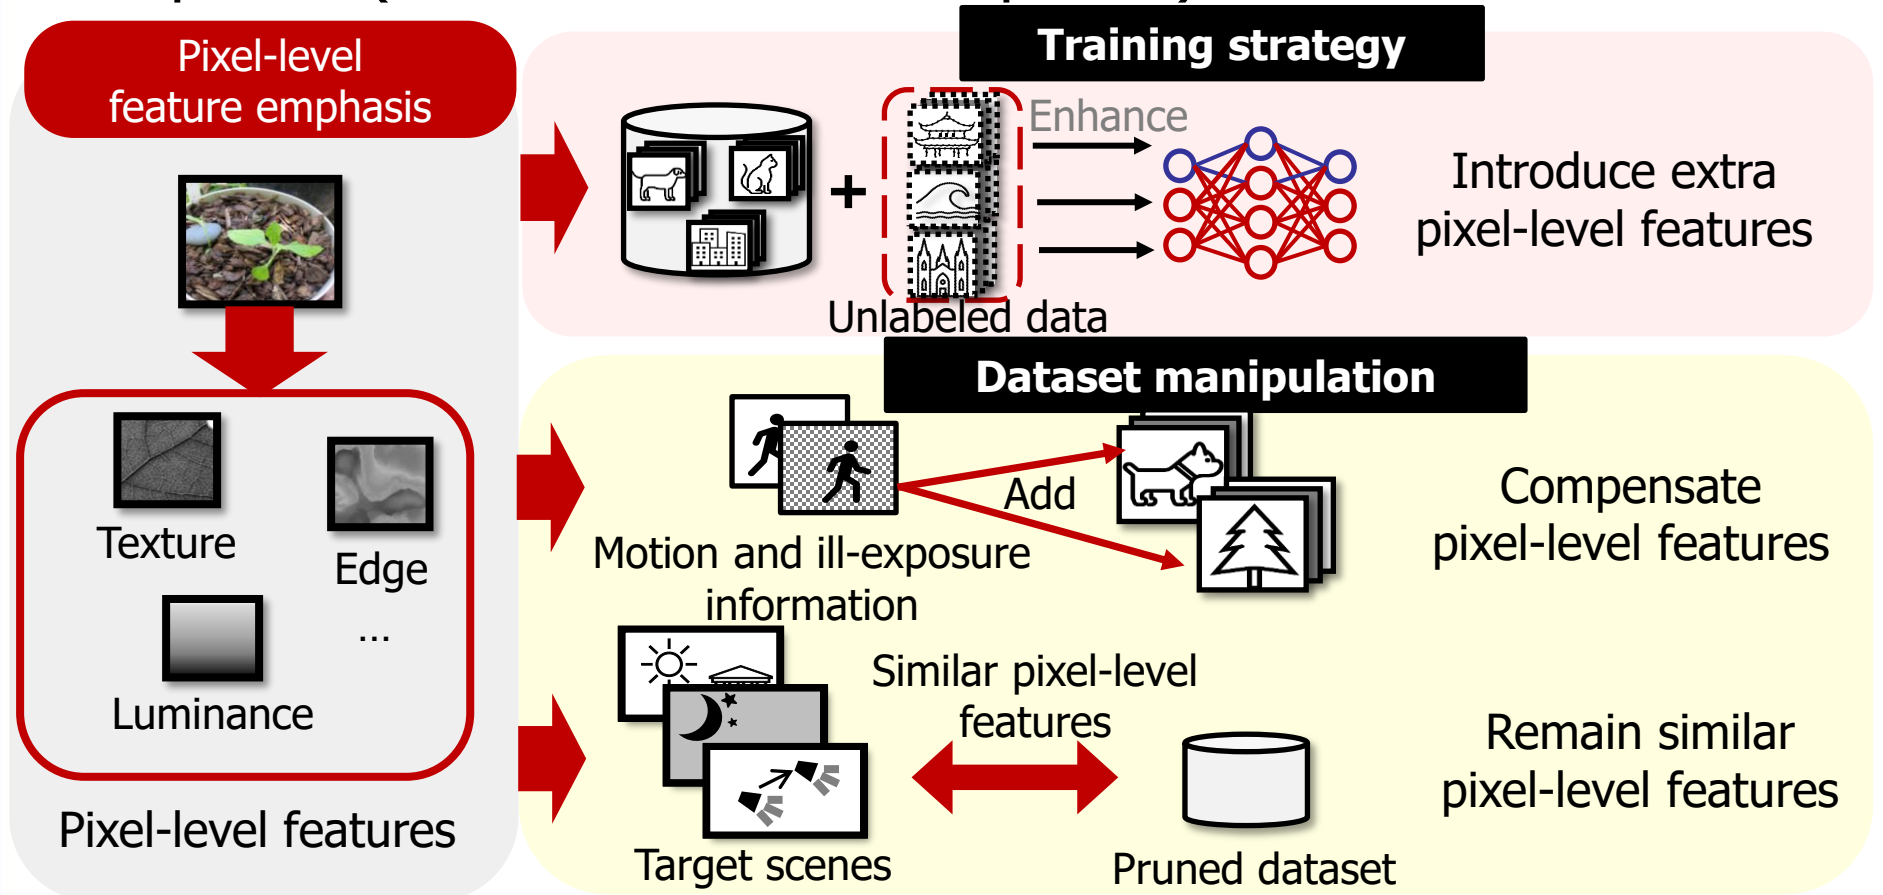 Pixel-level
feature emphasis
Texture
Edge
...
Luminance
Pixel-level features
Training strategy
+
Enhance
Unlabeled data
Introduce extra
pixel-level features
Dataset manipulation
Add
Motion and ill-exposure
information
Compensate
pixel-level features
Similar pixel-level
features
Target scenes
Pruned dataset
Remain similar
pixel-level features